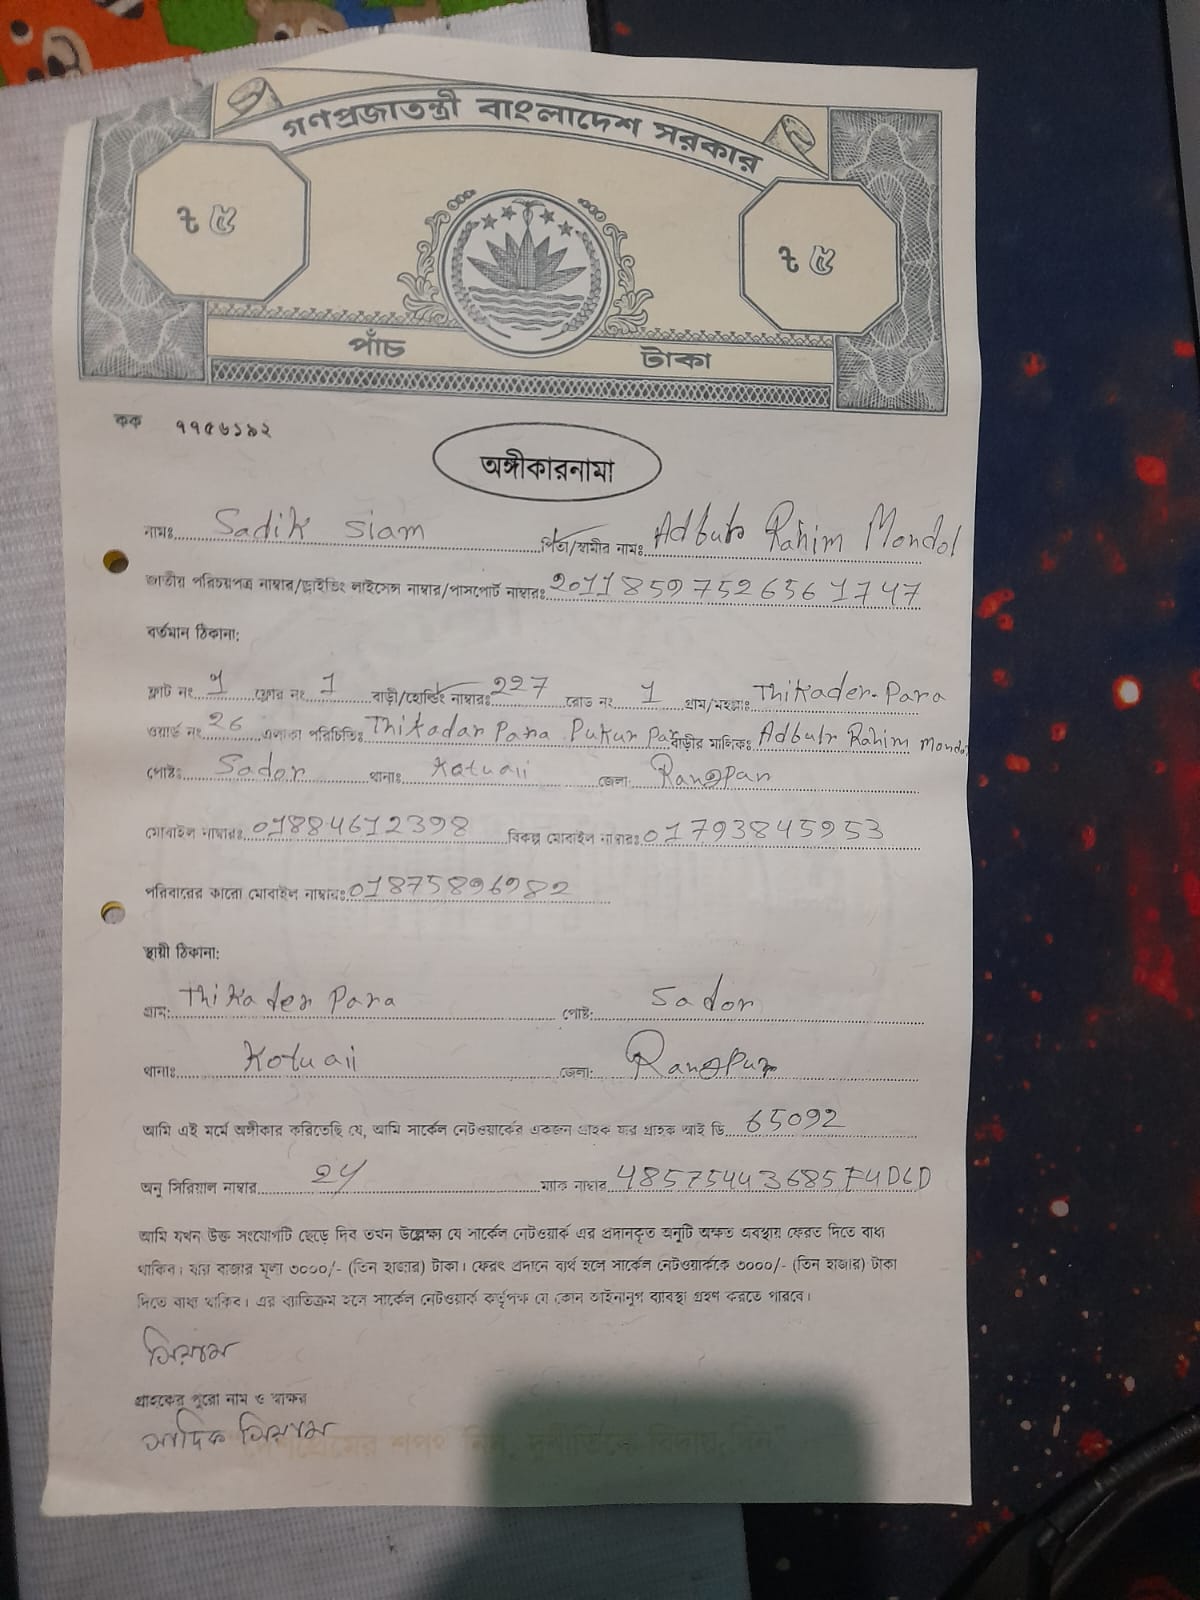 গণপ্রজাতন্ত্রী বাংলাদেশ সরকার
৳ ৫ ৳ ৫
পাঁচ টাকা
কক ৭৭৫৬১৯২
অঙ্গীকারনামা
নামঃ Sadik Siam পিতা/স্বামীর নামঃ Adbulr Rahim Mondol
জাতীয় পরিচয়পত্র নাম্বার/ড্রাইভিং লাইসেন্স নাম্বার/পাসপোর্ট নাম্বারঃ 20118597526561747
বর্তমান ঠিকানা:
ফ্লাট নং 1 ফ্লোর নং 1 বাড়ী/হোল্ডিং নাম্বারঃ 227 রোড নং 1 গ্রাম/মহল্লাঃ Thikader-Para
ওয়ার্ড নং 26 এলাকা পরিচিতিঃ Thikadar Para Pukur Par বাড়ীর মালিকঃ Adbulr Rahim Mondol
পোষ্টঃ Sador থানাঃ Kotuaii জেলা: Rangpar
মোবাইল নাম্বারঃ 01884612398 বিকল্প মোবাইল নাম্বারঃ 01793845953
পরিবারের কারো মোবাইল নাম্বারঃ 01875896982
স্থায়ী ঠিকানা:
গ্রাম: Thikader Para পোষ্ট: Sador
থানাঃ Kotuaii জেলা: Rangpur
আমি এই মর্মে অঙ্গীকার করিতেছি যে, আমি সার্কেল নেটওয়ার্কের একজন গ্রাহক যার গ্রাহক আই ডি 65092
অনু সিরিয়াল নাম্বার 24 ম্যাক নাম্বার 485754436857F4DCD
আমি যখন উক্ত সংযোগটি ছেড়ে দিব তখন উল্লেক্ষ্য যে সার্কেল নেটওয়ার্ক এর প্রদানকৃত অনুটি অক্ষত অবস্থায় ফেরত দিতে বাধ্য
থাকিব। যার বাজার মূল্য ৩০০০/- (তিন হাজার) টাকা। ফেরৎ প্রদানে ব্যর্থ হলে সার্কেল নেটওয়ার্ককে ৩০০০/- (তিন হাজার) টাকা
দিতে বাধ্য থাকিব। এর ব্যতিক্রম হলে সার্কেল নেটওয়ার্ক কর্তৃপক্ষ যে কোন আইনানুগ ব্যাবস্থা গ্রহণ করতে পারবে।
সিয়াম
গ্রাহকের পুরো নাম ও স্বাক্ষর
সাদিক সিয়াম